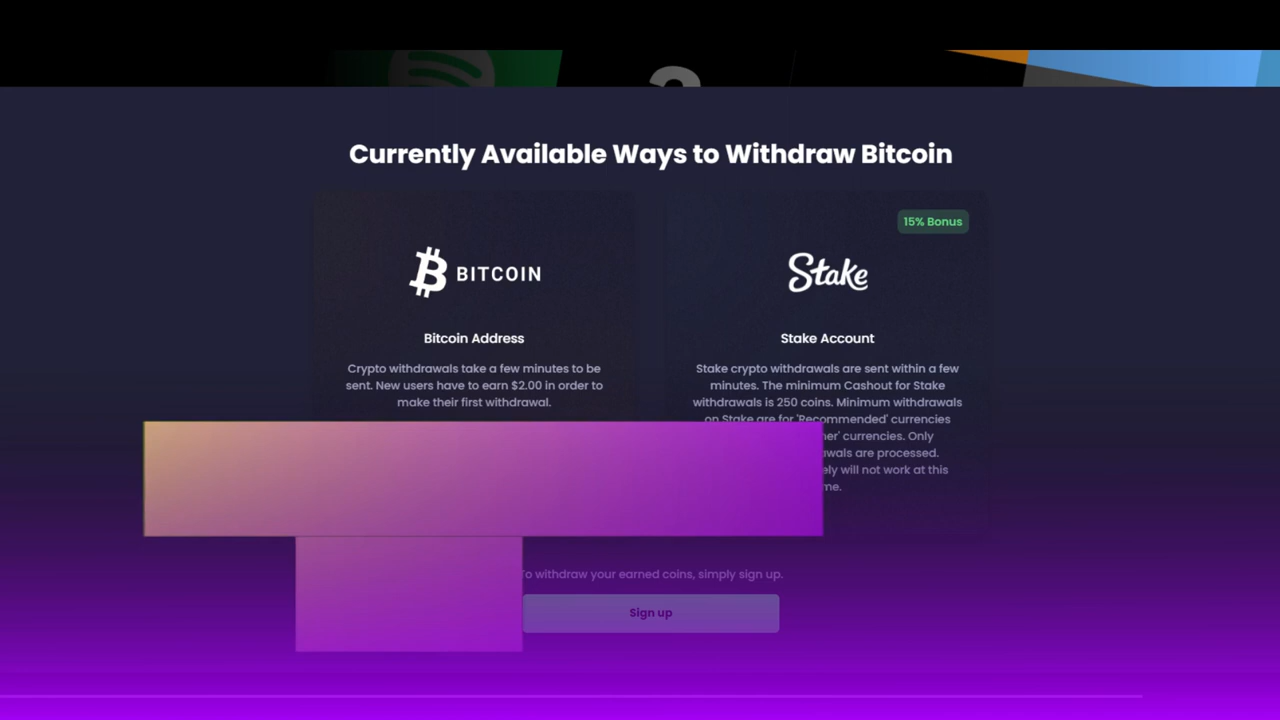 Currently Available Ways to Withdraw Bitcoin
BITCOIN
Bitcoin Address
Crypto withdrawals take a few minutes to be
sent. New users have to earn $2.00 in order to
make their first withdrawal.
15% Bonus
Stake
Stake Account
Stake crypto withdrawals are sent within a few
minutes. The minimum Cashout for Stake
withdrawals is 250 coins. Minimum withdrawals
on Stake are for 'Recommended' currencies
currencies. Only
are processed.
will not work at this
To withdraw your earned coins, simply sign up.
Sign up